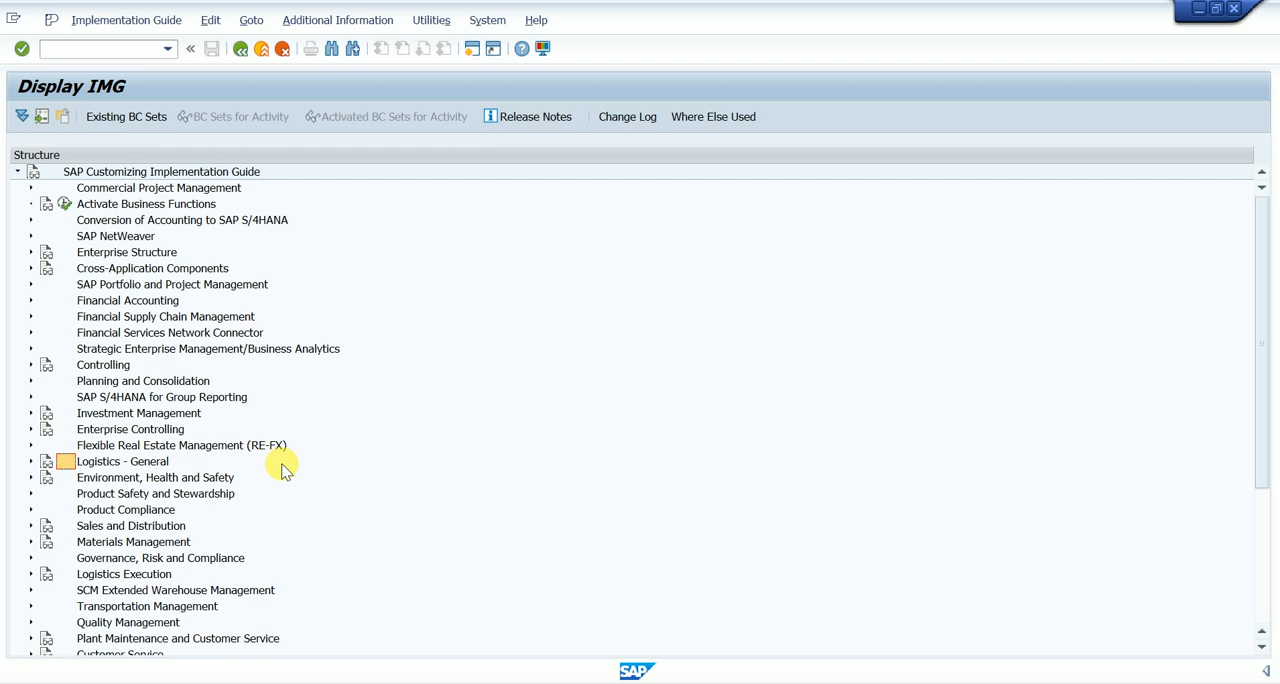 Implementation Guide Edit Goto Additional Information Utilities System Help
Display IMG
Existing BC Sets BC Sets for Activity Activated BC Sets for Activity Release Notes Change Log Where Else Used
Structure
SAP Customizing Implementation Guide
Commercial Project Management
Activate Business Functions
Conversion of Accounting to SAP S/4HANA
SAP NetWeaver
Enterprise Structure
Cross-Application Components
SAP Portfolio and Project Management
Financial Accounting
Financial Supply Chain Management
Financial Services Network Connector
Strategic Enterprise Management/Business Analytics
Controlling
Planning and Consolidation
SAP S/4HANA for Group Reporting
Investment Management
Enterprise Controlling
Flexible Real Estate Management (RE-FX)
Logistics - General
Environment, Health and Safety
Product Safety and Stewardship
Product Compliance
Sales and Distribution
Materials Management
Governance, Risk and Compliance
Logistics Execution
SCM Extended Warehouse Management
Transportation Management
Quality Management
Plant Maintenance and Customer Service
Customer Service
SAP